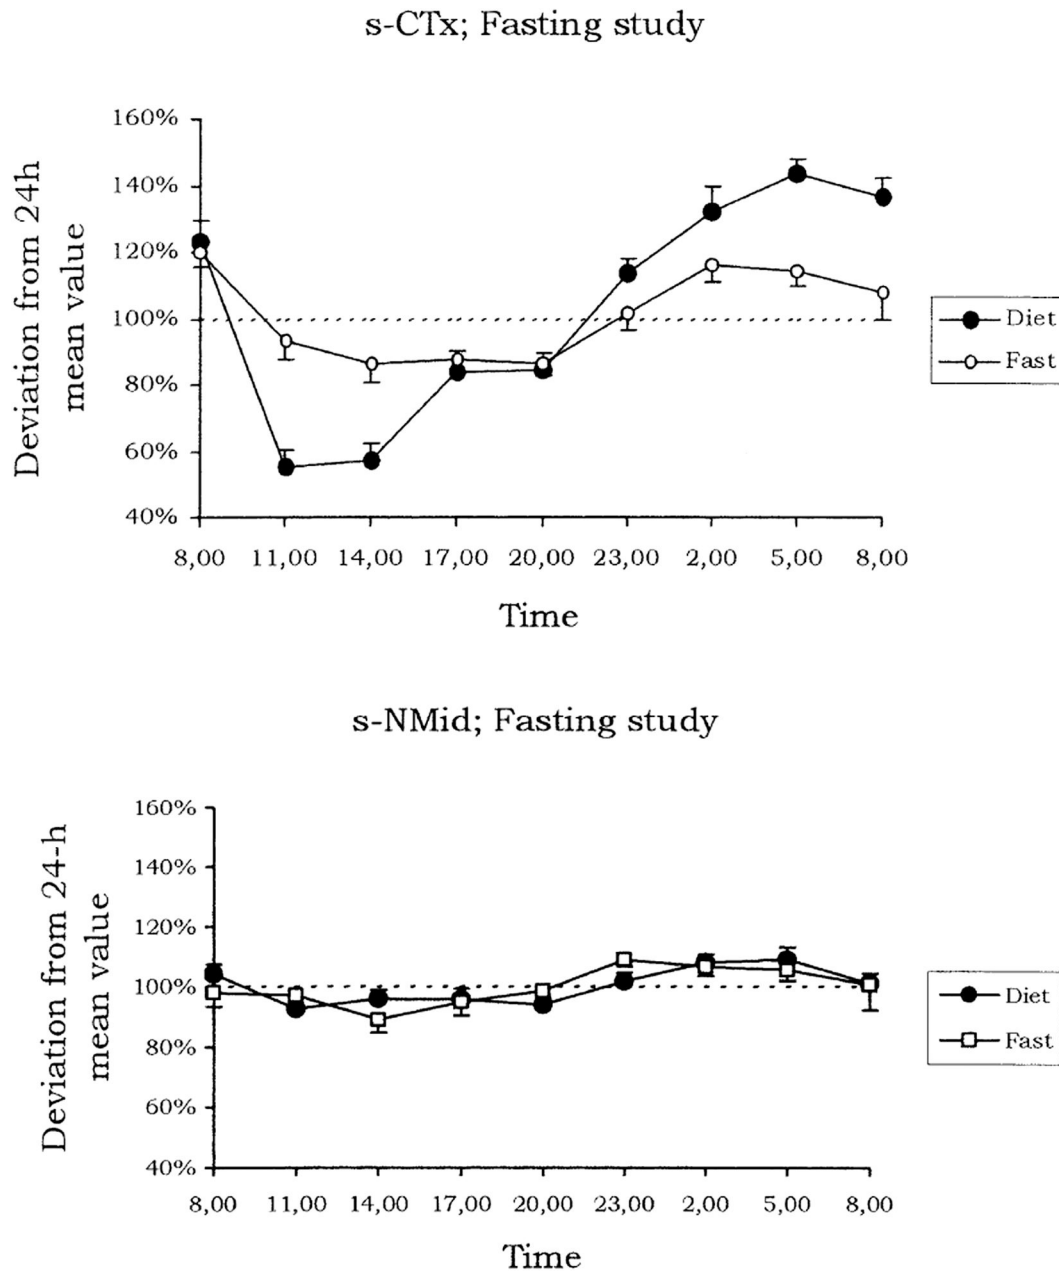 s-CTx; Fasting study
160%
140%
120%
100%
80%
60%
40%
Deviation from 24h
mean value
8,00 11,00 14,00 17,00 20,00 23,00 2,00 5,00 8,00
Time
Diet
Fast
s-NMid; Fasting study
160%
140%
120%
100%
80%
60%
40%
Deviation from 24-h
mean value
8,00 11,00 14,00 17,00 20,00 23,00 2,00 5,00 8,00
Time
Diet
Fast